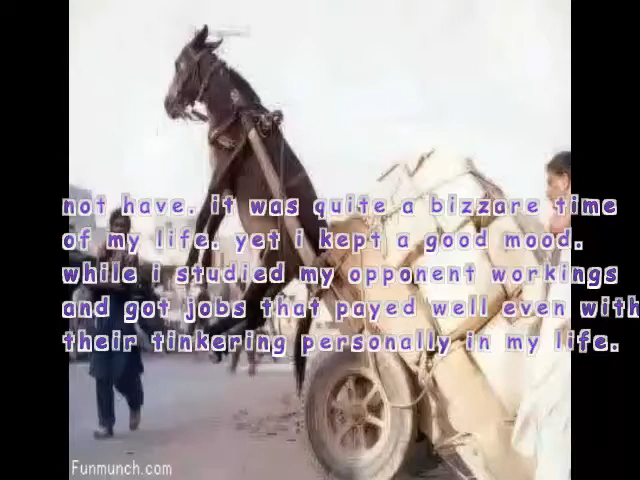 not have. it was quite a bizzare time
of my life. yet i kept a good mood.
while i studied my opponent workings
and got jobs that payed well even with
their tinkering personally in my life.
Funmunch.com